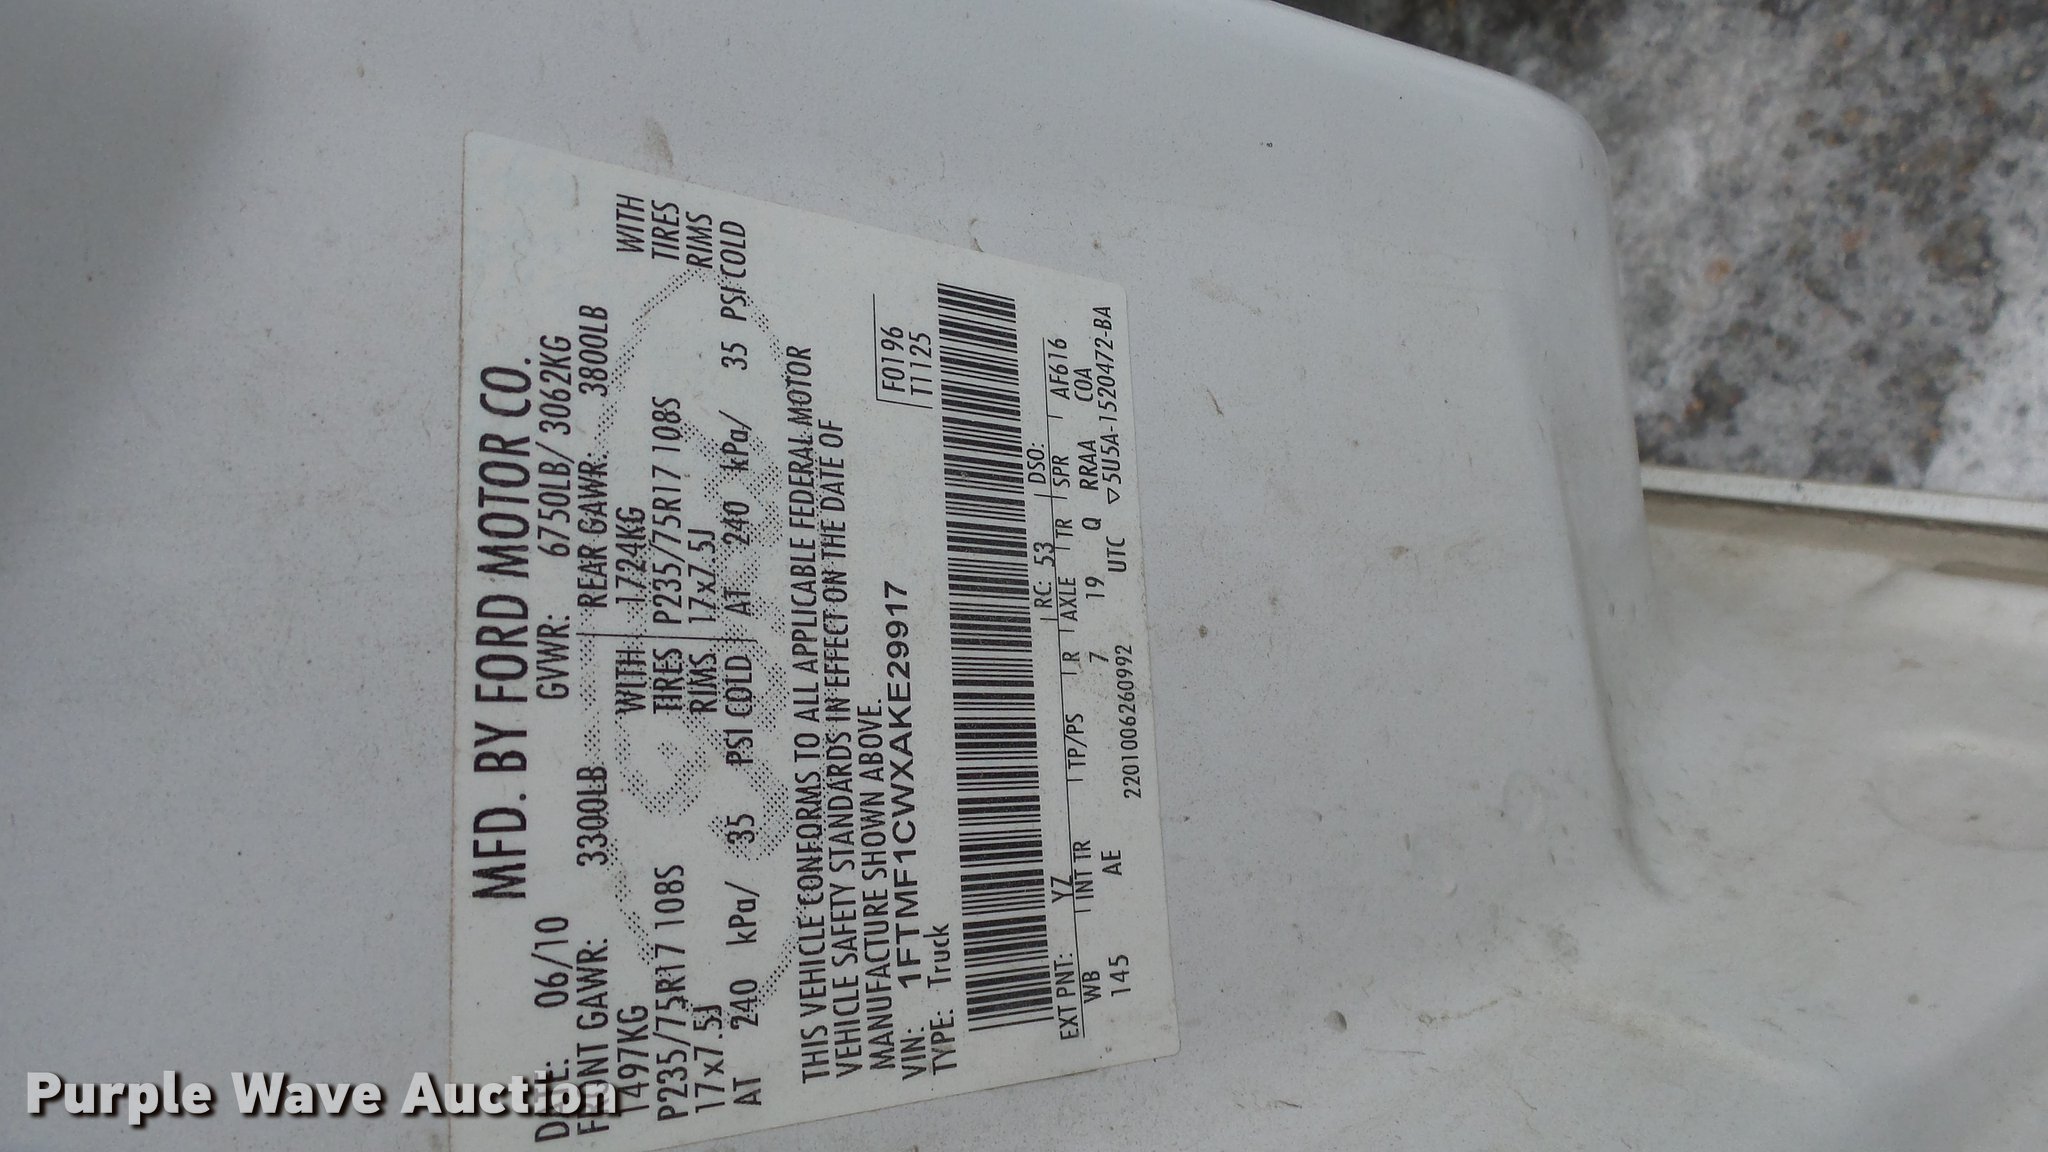 MFD. BY FORD MOTOR CO.
DATE: 06/10 GVWR: 6750LB/ 3062KG
FRONT GAWR: 3300LB REAR GAWR: 3800LB
1497KG WITH 1724KG WITH
P235/75R17 108S TIRES P235/75R17 108S TIRES
17x7.5J RIMS 17x7.5J RIMS
AT 240 kPa/ 35 PSI COLD AT 240 kPa/ 35 PSI COLD
THIS VEHICLE CONFORMS TO ALL APPLICABLE FEDERAL MOTOR
VEHICLE SAFETY STANDARDS IN EFFECT ON THE DATE OF
MANUFACTURE SHOWN ABOVE.
VIN: 1FTMF1CWXAKE29917
TYPE: Truck
F0196
T1125
EXT PNT: YZ RC: 53 DSO:
WB INT TR TP/PS R AXLE TR SPR AF616
145 AE 7 19 Q RRAA COA
UTC ▽5U5A-1520472-BA
2201006260992
Purple Wave Auction